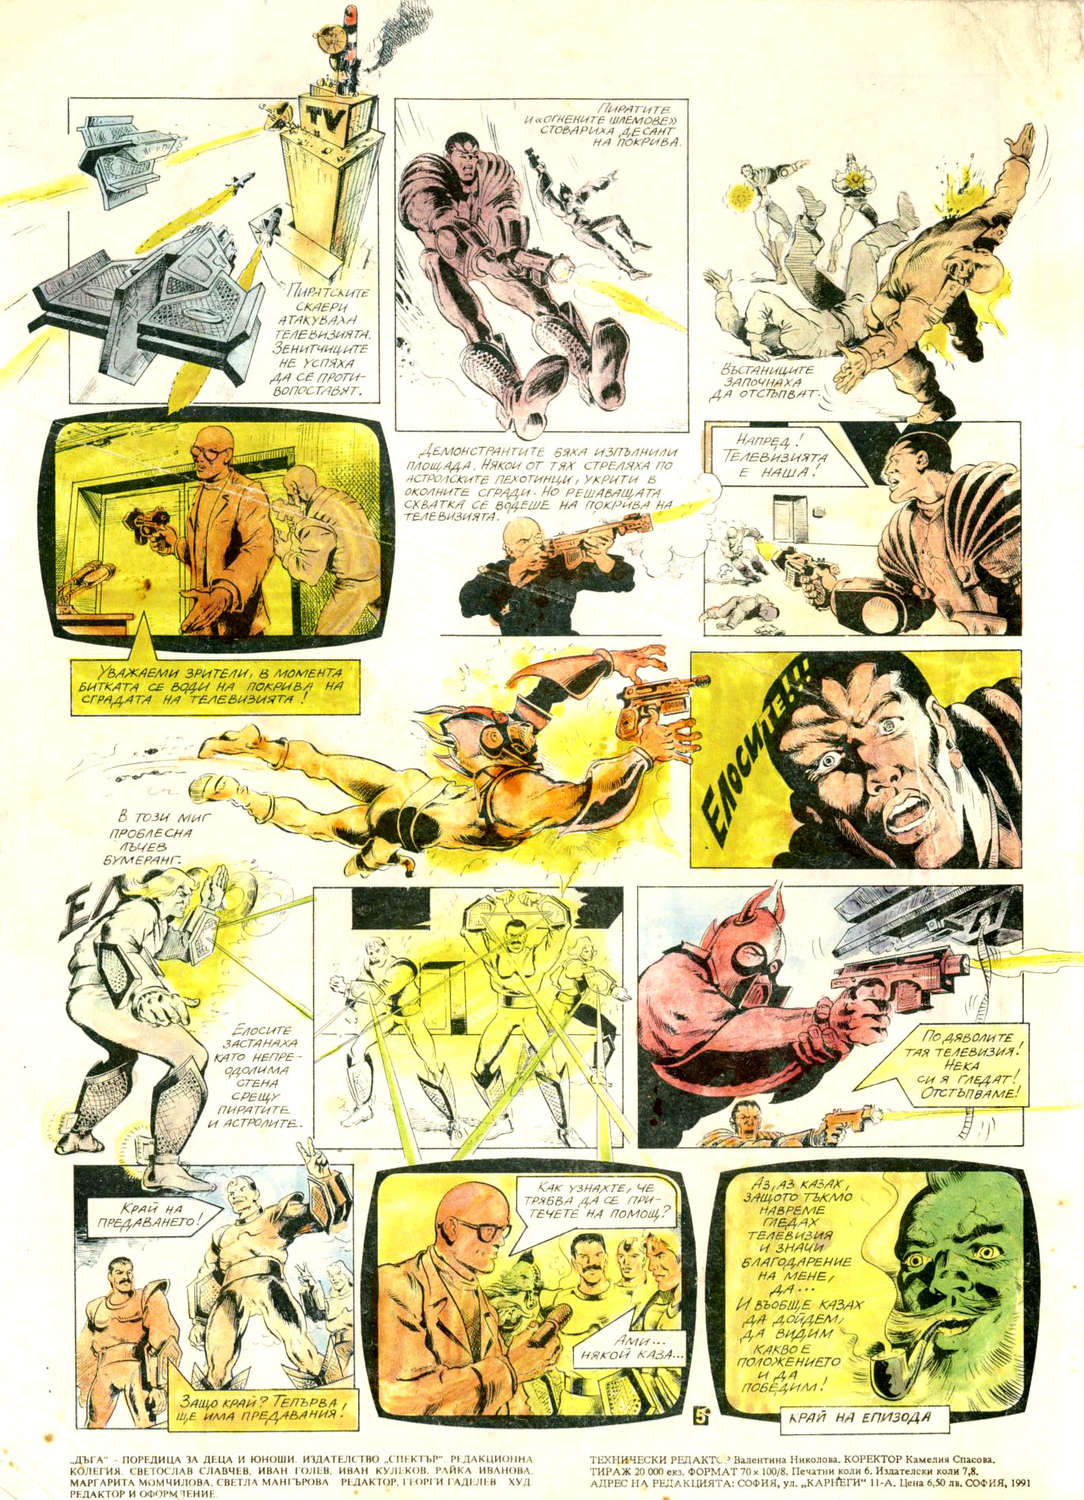 TV
ПИРАТСКИТЕ
СКАЕРИ
АТАКУВАХА
ТЕЛЕВИЗИЯТА.
ЗЕНИТЧИЦИТЕ
НЕ УСПЯХА
ДА СЕ ПРОТИ-
ВОПОСТАВЯТ.
ПИРАТИТЕ
И «ОГНЕНИТЕ ШЛЕМОВЕ»
СТОВАРИХА ДЕСАНТ
НА ПОКРИВА.
ВЪСТАНИЦИТЕ
ЗАПОЧНАХА
ДА ОТСТЪПВАТ.
УВАЖАЕМИ ЗРИТЕЛИ, В МОМЕНТА
БИТКАТА СЕ ВОДИ НА ПОКРИВА НА
СГРАДАТА НА ТЕЛЕВИЗИЯТА!
ДЕМОНСТРАНТИТЕ БЯХА ИЗПЪЛНИЛИ
ПЛОЩАДА. НЯКОИ ОТ ТЯХ СТРЕЛЯХА ПО
АСТРОЛСКИТЕ ПЕХОТИНЦИ, УКРИТИ В
ОКОЛНИТЕ СГРАДИ. НО РЕШАВАЩАТА
СХВАТКА СЕ ВОДЕШЕ НА ПОКРИВА НА
ТЕЛЕВИЗИЯТА.
НАПРЕД!
ТЕЛЕВИЗИЯТА
Е НАША!
В ТОЗИ МИГ
ПРОБЛЕСНА
ЛЪЧЕВ
БУМЕРАНГ.
ЕЛОСИТЕ!!!
ЕЛ
ЕЛОСИТЕ
ЗАСТАНАХА
КАТО НЕПРЕ-
ОДОЛИМА
СТЕНА
СРЕЩУ
ПИРАТИТЕ
И АСТРОЛИТЕ..
ПО ДЯВОЛИТЕ
ТАЯ ТЕЛЕВИЗИЯ!
НЕКА
СИ Я ГЛЕДАТ!
ОТСТЪПВАМЕ!
КРАЙ НА
ПРЕДАВАНЕТО!
ЗАЩО КРАЙ? ТЕПЪРВА,
ЩЕ ИМА ПРЕДАВАНИЯ!
КАК УЗНАХТЕ, ЧЕ
ТРЯБВА ДА СЕ ПРИ-
ТЕЧЕТЕ НА ПОМОЩ?
АМИ...
НЯКОЙ КАЗА...
АЗ, АЗ КАЗАХ,
ЗАЩОТО ТЪКМО
НАВРЕМЕ
ГЛЕДАХ
ТЕЛЕВИЗИЯ
И ЗНАЧИ
БЛАГОДАРЕНИЕ
НА МЕНЕ,
ДА...
И ВЪОБЩЕ КАЗАХ
ДА ДОЙДЕМ,
ДА ВИДИМ
КАКВО Е
ПОЛОЖЕНИЕТО
И ДА
ПОБЕДИМ!
5
КРАЙ НА ЕПИЗОДА
„ДЪГА" - ПОРЕДИЦА ЗА ДЕЦА И ЮНОШИ. ИЗДАТЕЛСТВО „СПЕКТЪР". РЕДАКЦИОННА
КОЛЕГИЯ. СВЕТОСЛАВ СЛАВЧЕВ, ИВАН ГОЛЕВ, ИВАН КУЛЕКОВ, РАЙКА ИВАНОВА,
МАРГАРИТА МОМЧИЛОВА, СВЕТЛА МАНГЪРОВА РЕДАКТОР, ГЕОРГИ ГАДЕЛЕВ ХУД
РЕДАКТОР И ОФОРМЛЕНИЕ.
ТЕХНИЧЕСКИ РЕДАКТОР Валентина Николова. КОРЕКТОР Камелия Спасова.
ТИРАЖ 20 000 екз. ФОРМАТ 70 x 100/8. Печатни коли 6. Издателски коли 7,8.
АДРЕС НА РЕДАКЦИЯТА: СОФИЯ, ул. „КАРНЕГИ" 11-А. Цена 6,50 лв. СОФИЯ, 1991